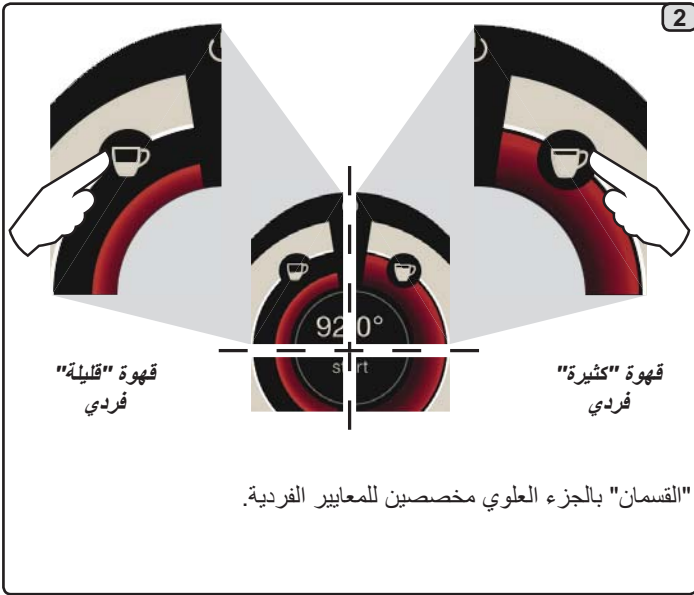 2
92.0°
start
قهوة "كثيرة"
فردي
قهوة "قليلة"
فردي
"القسمان" بالجزء العلوي مخصصين للمعايير الفردية.